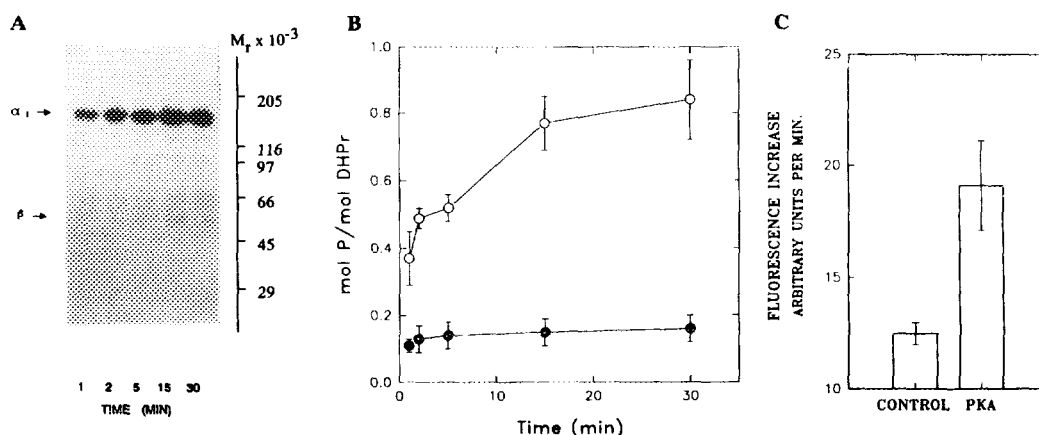 A
α₁
β
M_r x 10⁻³
205
116
97
66
45
29
1 2 5 15 30
TIME (MIN)
B
mol P/mol DHPr
1.0
0.8
0.6
0.4
0.2
0.0
0 10 20 30
Time (min)
C
FLUORESCENCE INCREASE
ARBITRARY UNITS PER MIN.
25
20
15
10
CONTROL PKA